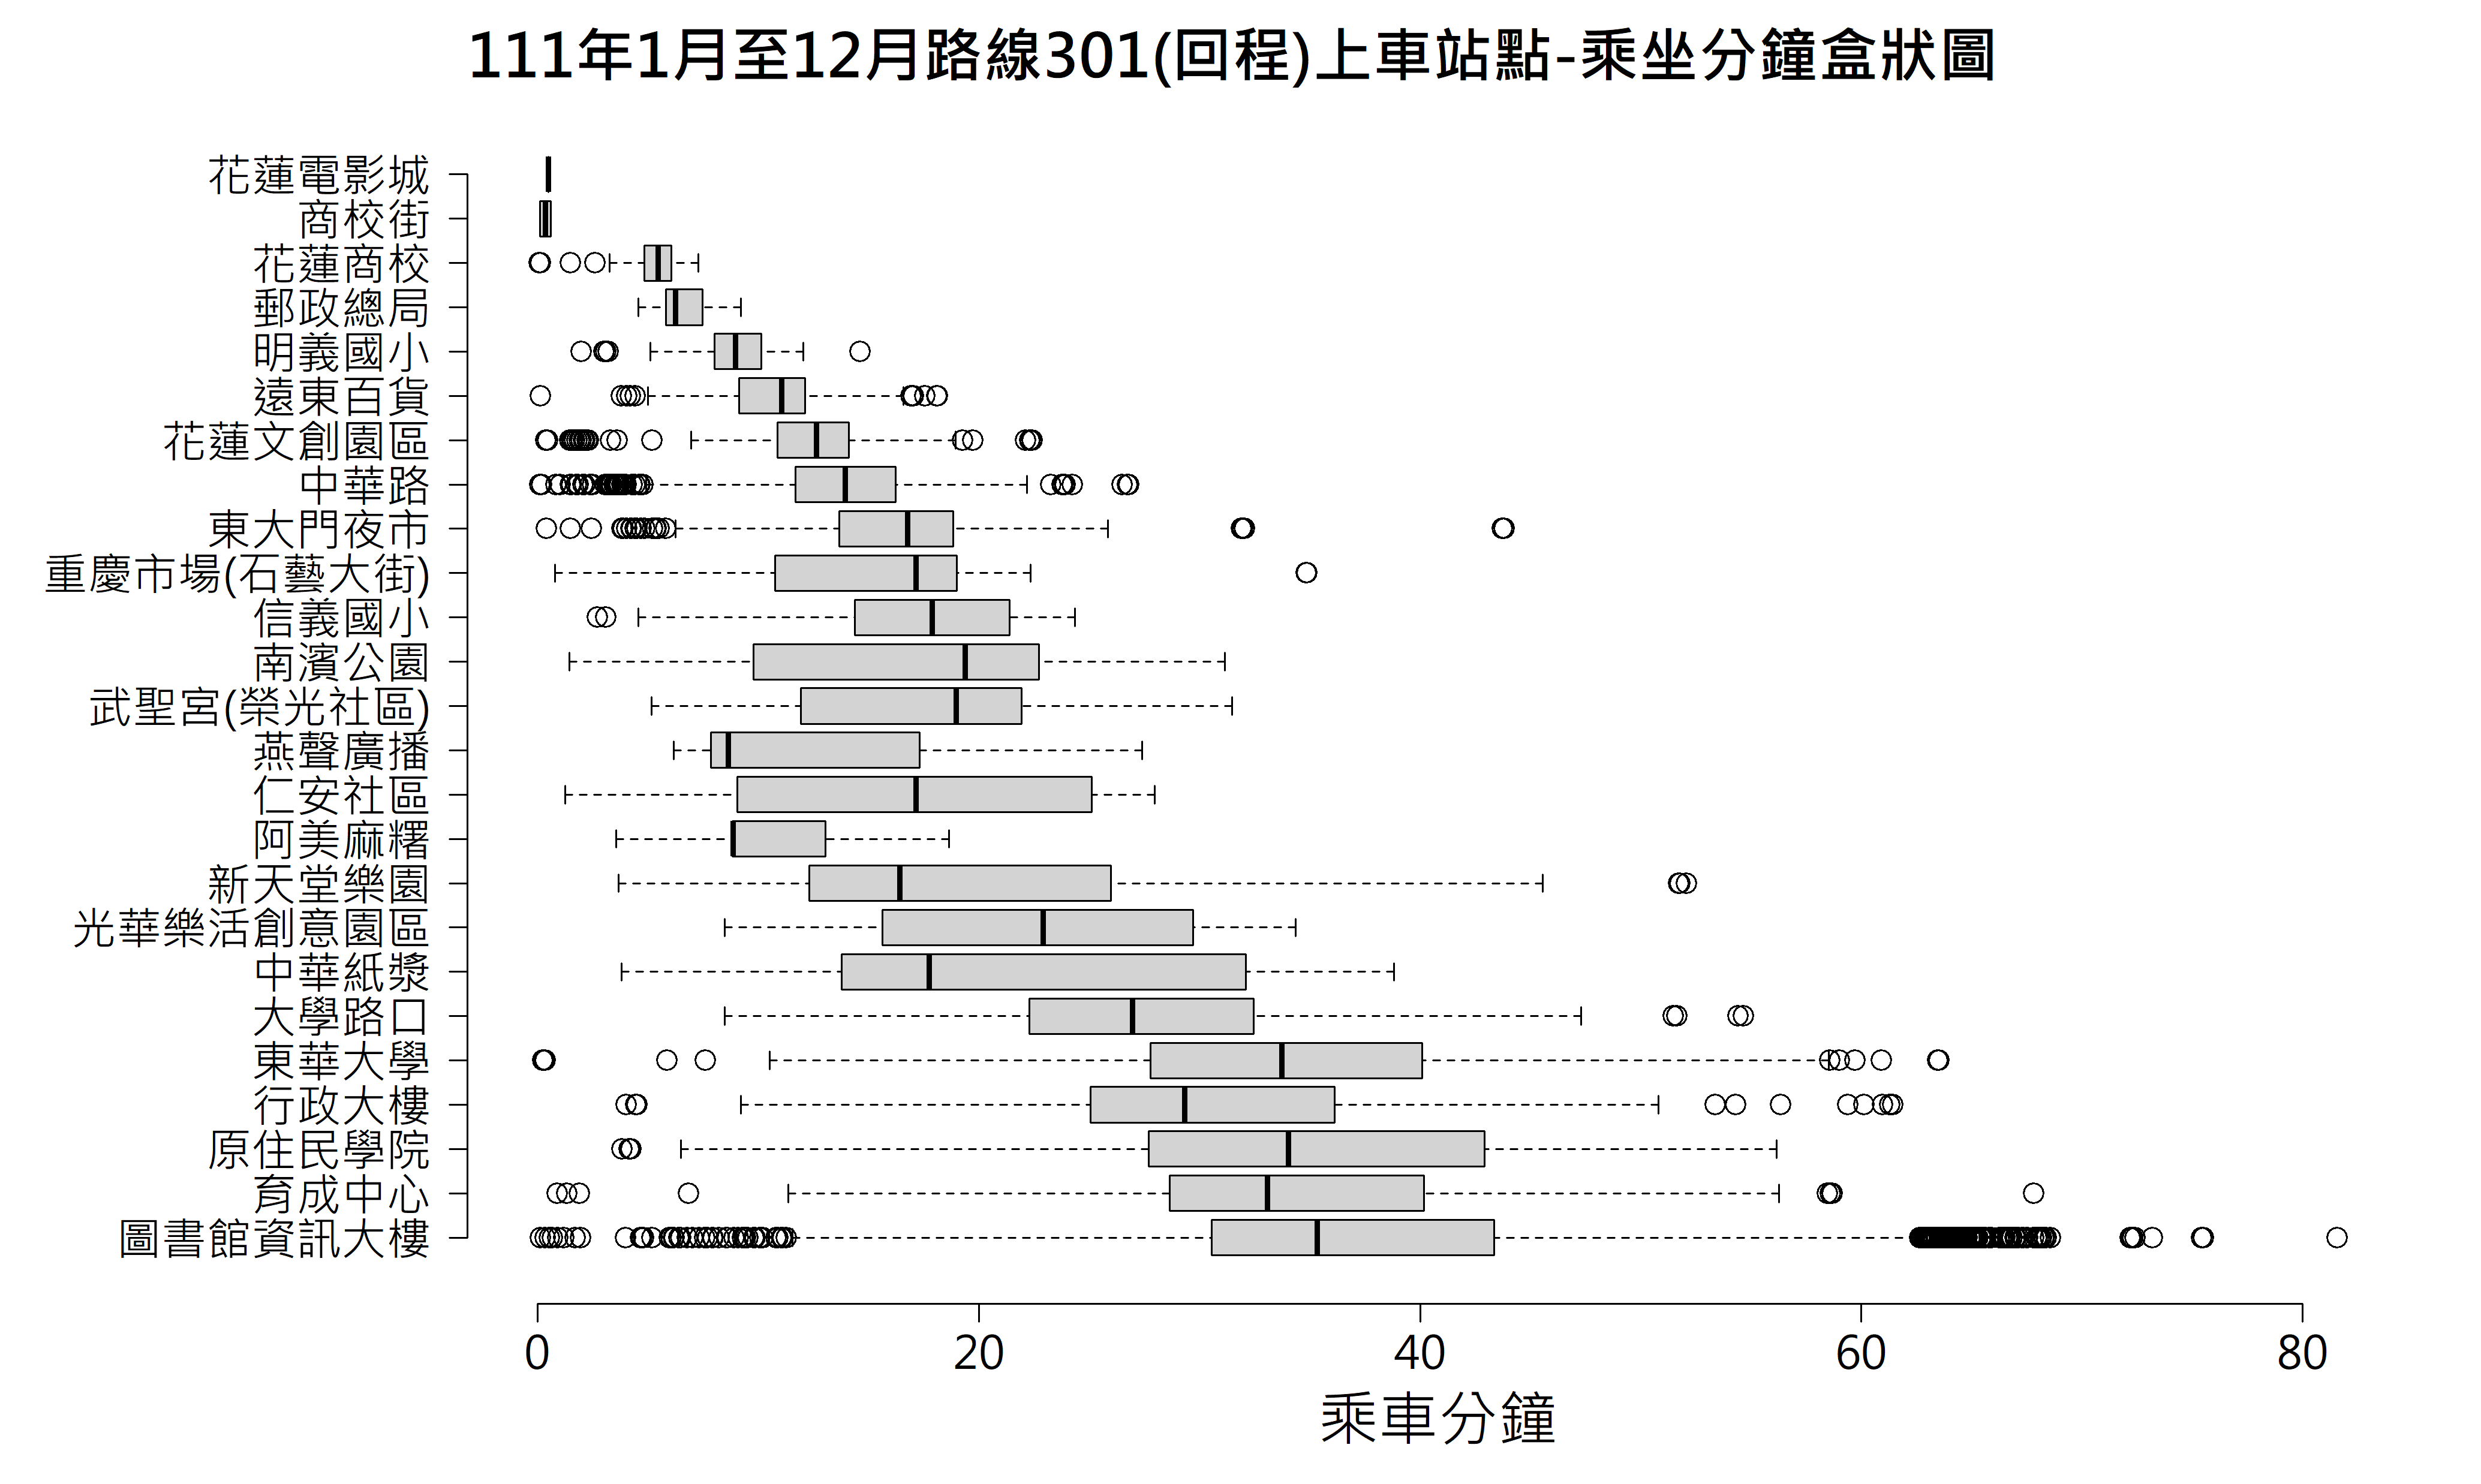 111年1月至12月路線301(回程)上車站點-乘坐分鐘盒狀圖
花蓮電影城
商校街
花蓮商校
郵政總局
明義國小
遠東百貨
花蓮文創園區
中華路
東大門夜市
重慶市場(石藝大街)
信義國小
南濱公園
武聖宮(榮光社區)
燕聲廣播
仁安社區
阿美麻糬
新天堂樂園
光華樂活創意園區
中華紙漿
大學路口
東華大學
行政大樓
原住民學院
育成中心
圖書館資訊大樓
0 20 40 60 80
乘車分鐘